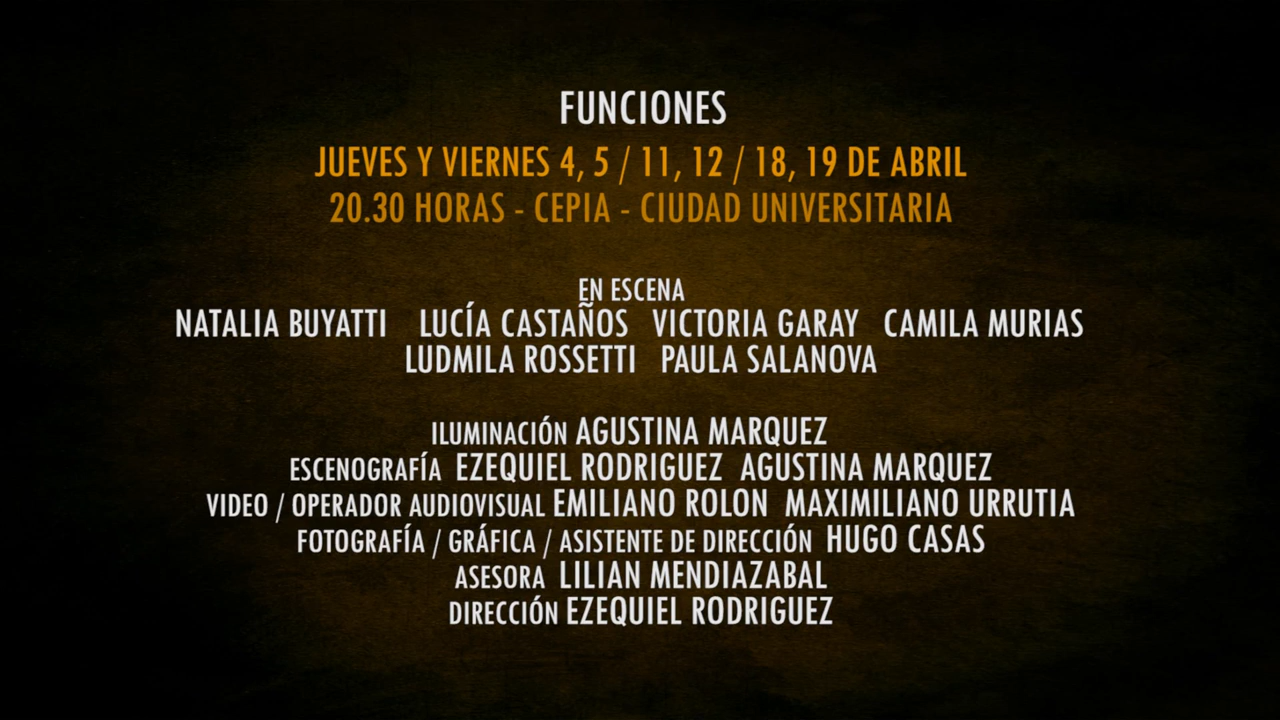 FUNCIONES
JUEVES Y VIERNES 4, 5 / 11, 12 / 18, 19 DE ABRIL
20.30 HORAS - CEPIA - CIUDAD UNIVERSITARIA
EN ESCENA
NATALIA BUYATTI LUCÍA CASTAÑOS VICTORIA GARAY CAMILA MURIAS
LUDMILA ROSSETTI PAULA SALANOVA
ILUMINACIÓN AGUSTINA MARQUEZ
ESCENOGRAFÍA EZEQUIEL RODRIGUEZ AGUSTINA MARQUEZ
VIDEO / OPERADOR AUDIOVISUAL EMILIANO ROLON MAXIMILIANO URRUTIA
FOTOGRAFÍA / GRÁFICA / ASISTENTE DE DIRECCIÓN HUGO CASAS
ASESORA LILIAN MENDIAZABAL
DIRECCIÓN EZEQUIEL RODRIGUEZ